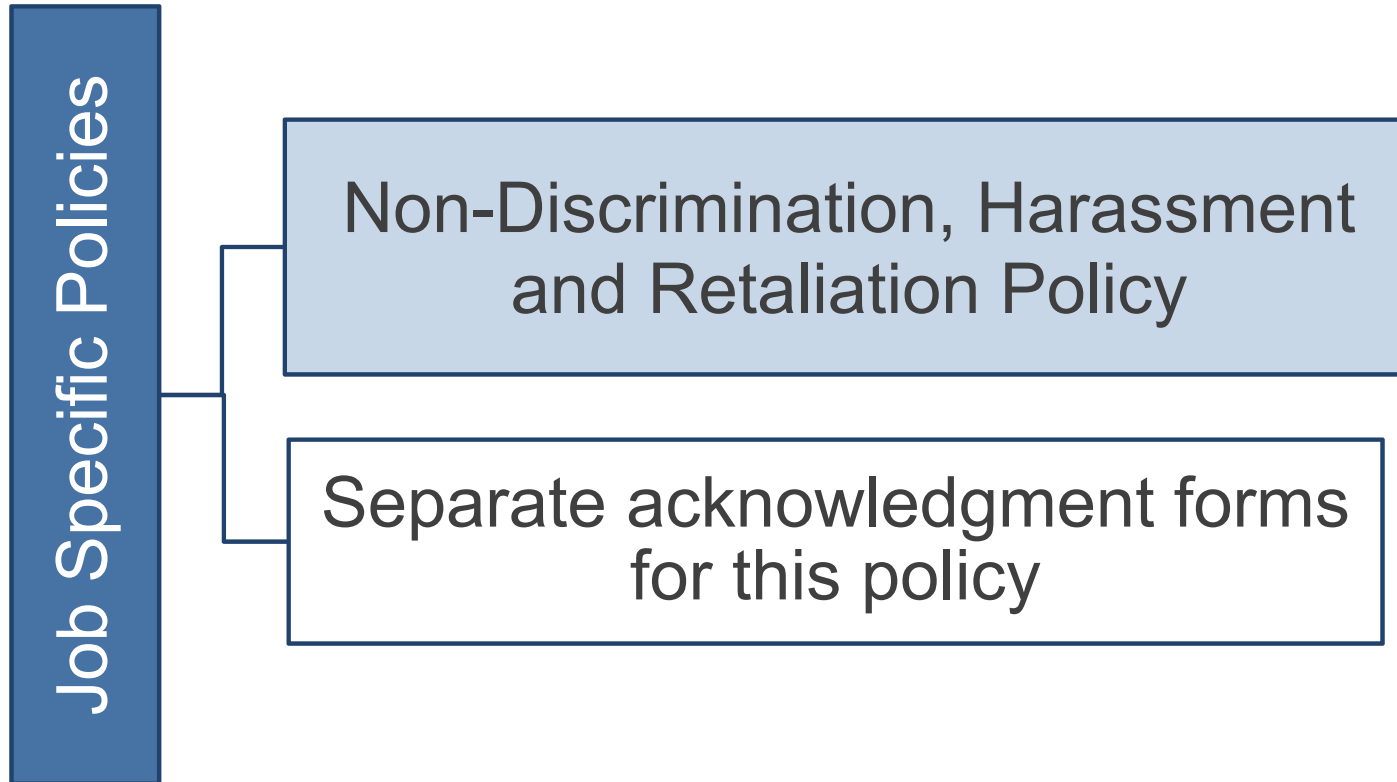 Job Specific Policies
Non-Discrimination, Harassment
and Retaliation Policy
Separate acknowledgment forms
for this policy